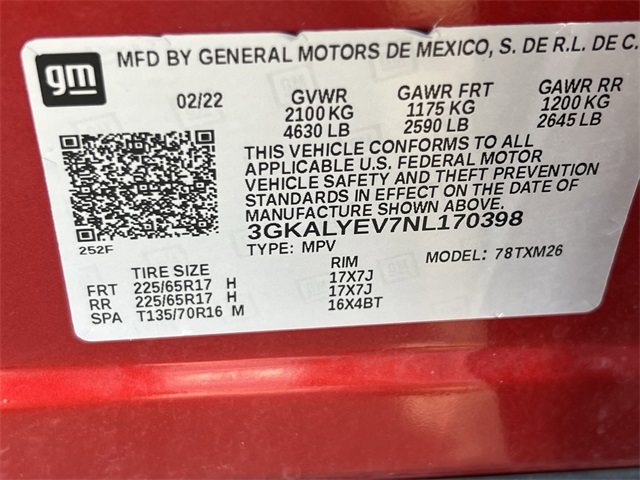 gm
MFD BY GENERAL MOTORS DE MEXICO, S. DE R.L. DE C.
02/22 GVWR GAWR FRT GAWR RR
2100 KG 1175 KG 1200 KG
4630 LB 2590 LB 2645 LB
THIS VEHICLE CONFORMS TO ALL
APPLICABLE U.S. FEDERAL MOTOR
VEHICLE SAFETY AND THEFT PREVENTION
STANDARDS IN EFFECT ON THE DATE OF
MANUFACTURE SHOWN ABOVE.
3GKALYEV7NL170398
252F TYPE: MPV MODEL: 78TXM26
TIRE SIZE RIM
FRT 225/65R17 H 17X7J
RR 225/65R17 H 17X7J
SPA T135/70R16 M 16X4BT